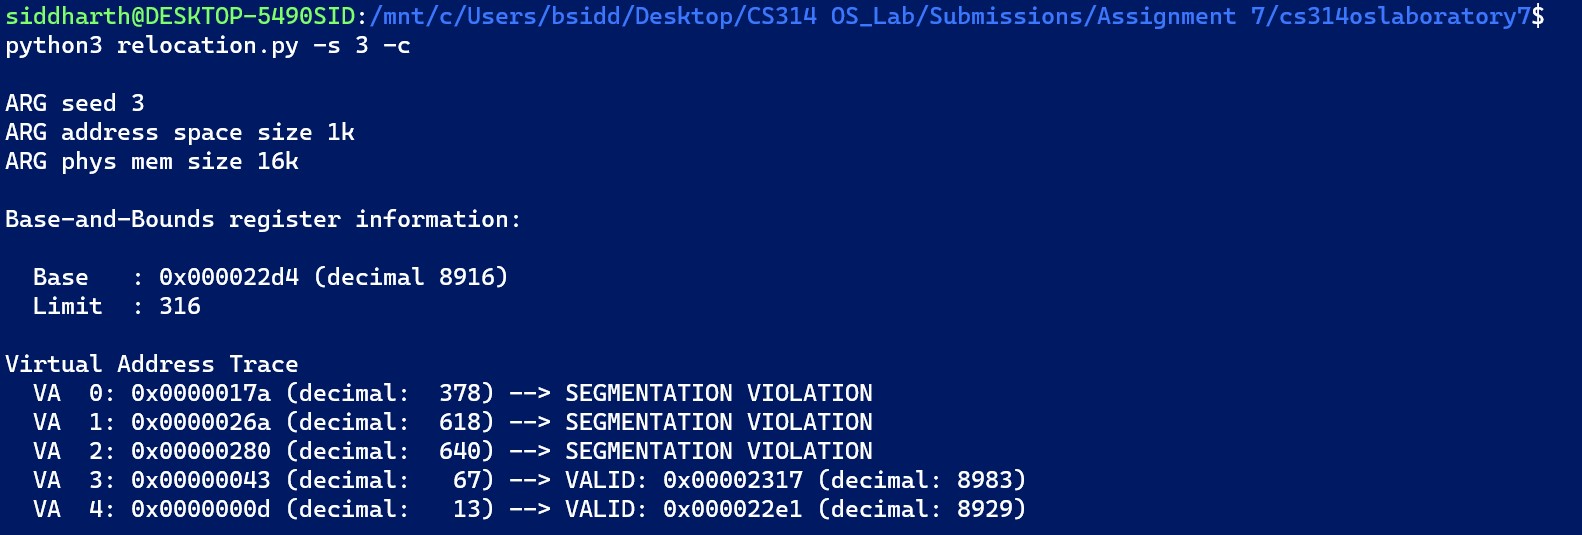 siddharth@DESKTOP-5490SID:/mnt/c/Users/bsidd/Desktop/CS314 OS_Lab/Submissions/Assignment 7/cs314oslaboratory7$
python3 relocation.py -s 3 -c
ARG seed 3
ARG address space size 1k
ARG phys mem size 16k
Base-and-Bounds register information:
Base   : 0x000022d4 (decimal 8916)
Limit  : 316
Virtual Address Trace
VA  0: 0x0000017a (decimal:  378) --> SEGMENTATION VIOLATION
VA  1: 0x0000026a (decimal:  618) --> SEGMENTATION VIOLATION
VA  2: 0x00000280 (decimal:  640) --> SEGMENTATION VIOLATION
VA  3: 0x00000043 (decimal:   67) --> VALID: 0x00002317 (decimal: 8983)
VA  4: 0x0000000d (decimal:   13) --> VALID: 0x000022e1 (decimal: 8929)